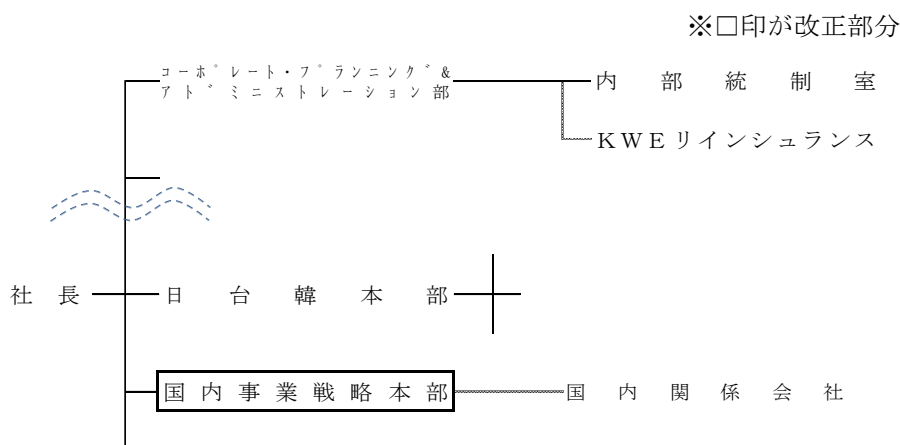 ※□印が改正部分
コーポレート・プランニング&
アドミニストレーション部
内部統制室
KWEリインシュランス
社長
日台韓本部
国内事業戦略本部
国内関係会社